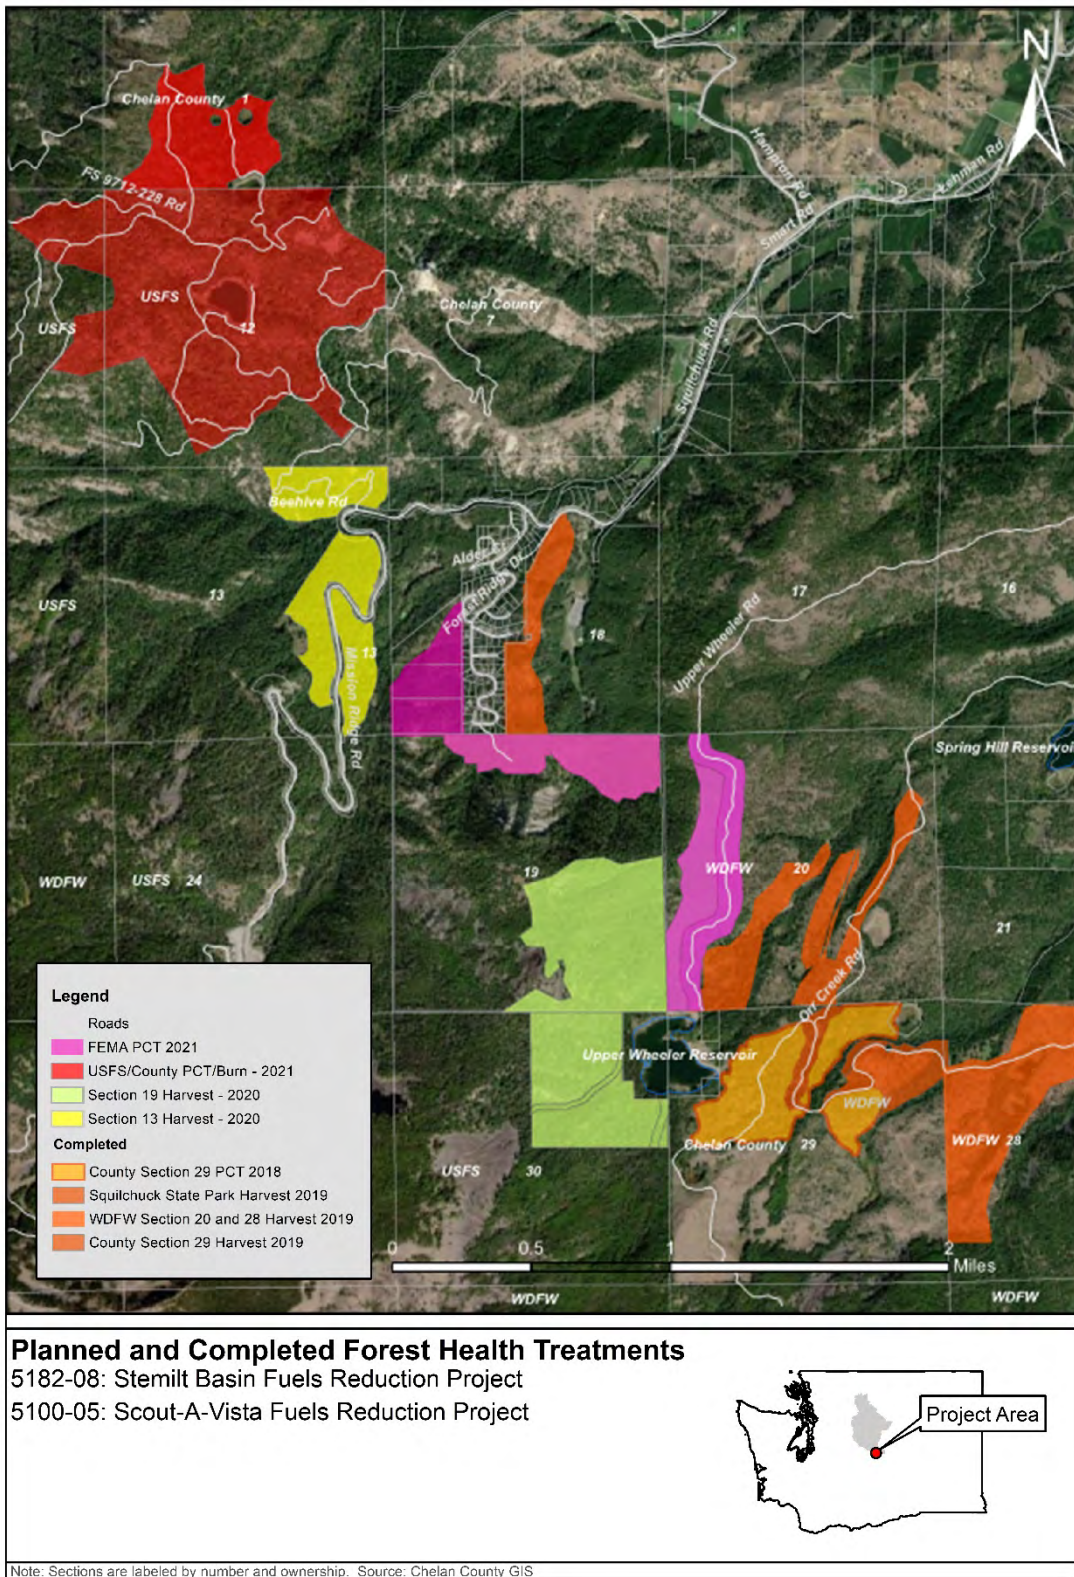 N
Chelan County 1
Hampton Rd
Lehman Rd
FS 9712-228 Rd
Smart Rd
USFS
Chelan County
7
USFS
12
Squilchuck Rd
Beehive Rd
Alder St
Forest Ridge Dr
USFS
13
17
16
18
13
Upper Wheeler Rd
Mission Ridge Rd
Spring Hill Reservoir
WDFW
USFS 24
19
WDFW
20
21
Orr Creek Rd
Upper Wheeler Reservoir
WDFW
Chelan County 29
WDFW 28
USFS
30
Legend
Roads
FEMA PCT 2021
USFS/County PCT/Burn - 2021
Section 19 Harvest - 2020
Section 13 Harvest - 2020
Completed
County Section 29 PCT 2018
Squilchuck State Park Harvest 2019
WDFW Section 20 and 28 Harvest 2019
County Section 29 Harvest 2019
0 0.5 1 2
Miles
WDFW
WDFW
Planned and Completed Forest Health Treatments
5182-08: Stemilt Basin Fuels Reduction Project
5100-05: Scout-A-Vista Fuels Reduction Project
Project Area
Note: Sections are labeled by number and ownership. Source: Chelan County GIS